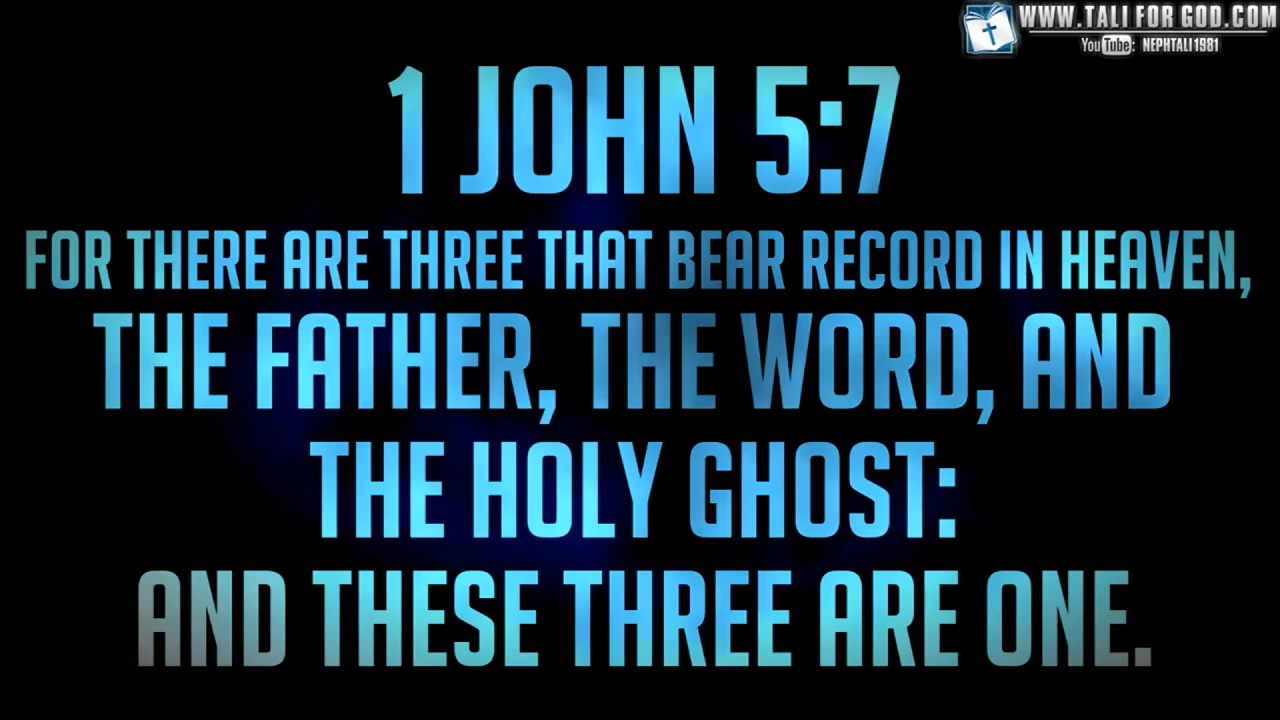 WWW.TALI FOR GOD.COM
YouTube: NEPHTALI1981
1 JOHN 5:7
FOR THERE ARE THREE THAT BEAR RECORD IN HEAVEN,
THE FATHER, THE WORD, AND
THE HOLY GHOST:
AND THESE THREE ARE ONE.